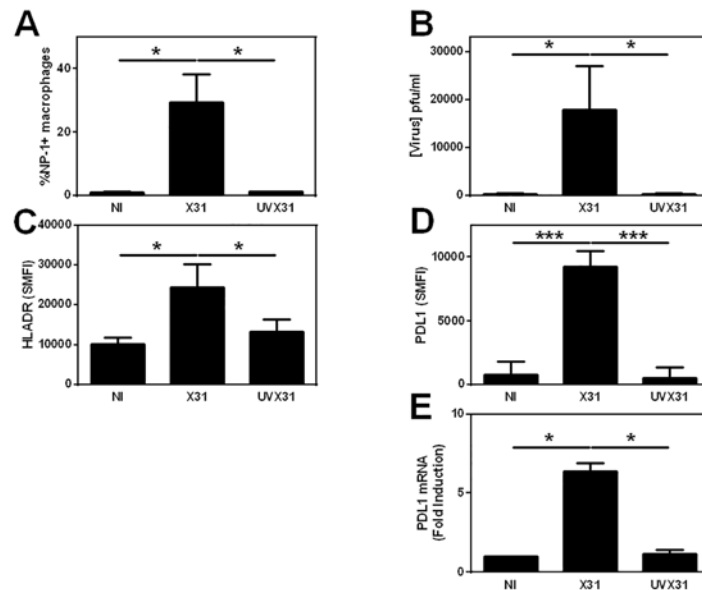 A
%NP-1+ macrophages
40
20
0
NI X31 UVX31
* *
B
[Virus] pfu/ml
30000
20000
10000
0
NI X31 UVX31
* *
C
HLADR (SMFI)
40000
30000
20000
10000
0
NI X31 UVX31
* *
D
PDL1 (SMFI)
10000
5000
0
NI X31 UVX31
*** ***
E
PDL1 mRNA
(Fold Induction)
10
5
0
NI X31 UVX31
* *